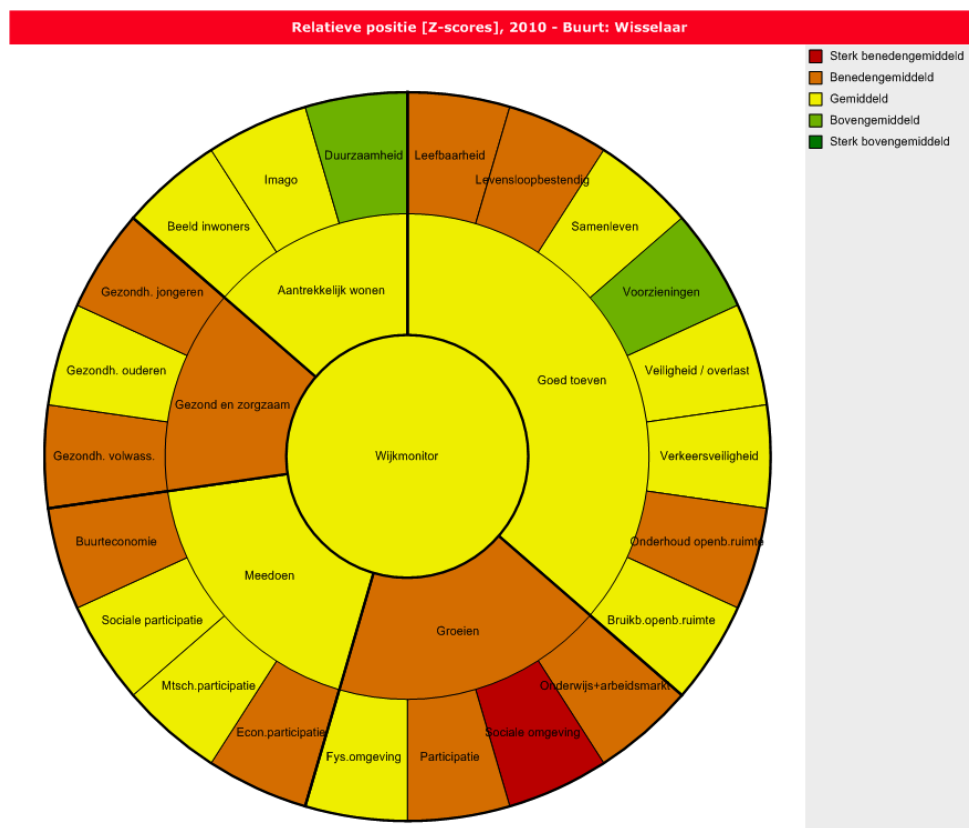 Relatieve positie [Z-scores], 2010 - Buurt: Wisselaar
Sterk benedengemiddeld
Benedengemiddeld
Gemiddeld
Bovengemiddeld
Sterk bovengemiddeld
Duurzaamheid
Leefbaarheid
Imago
Levensloopbestendig
Beeld inwoners
Samenleven
Aantrekkelijk wonen
Gezondh. jongeren
Voorzieningen
Gezondh. ouderen
Veiligheid / overlast
Goed toeven
Gezond en zorgzaam
Gezondh. volwass.
Wijkmonitor
Verkeersveiligheid
Buurteconomie
Onderhoud openb.ruimte
Meedoen
Sociale participatie
Bruikb.openb.ruimte
Groeien
Mtsch.participatie
Onderwijs+arbeidsmarkt
Econ.participatie
Sociale omgeving
Fys.omgeving
Participatie